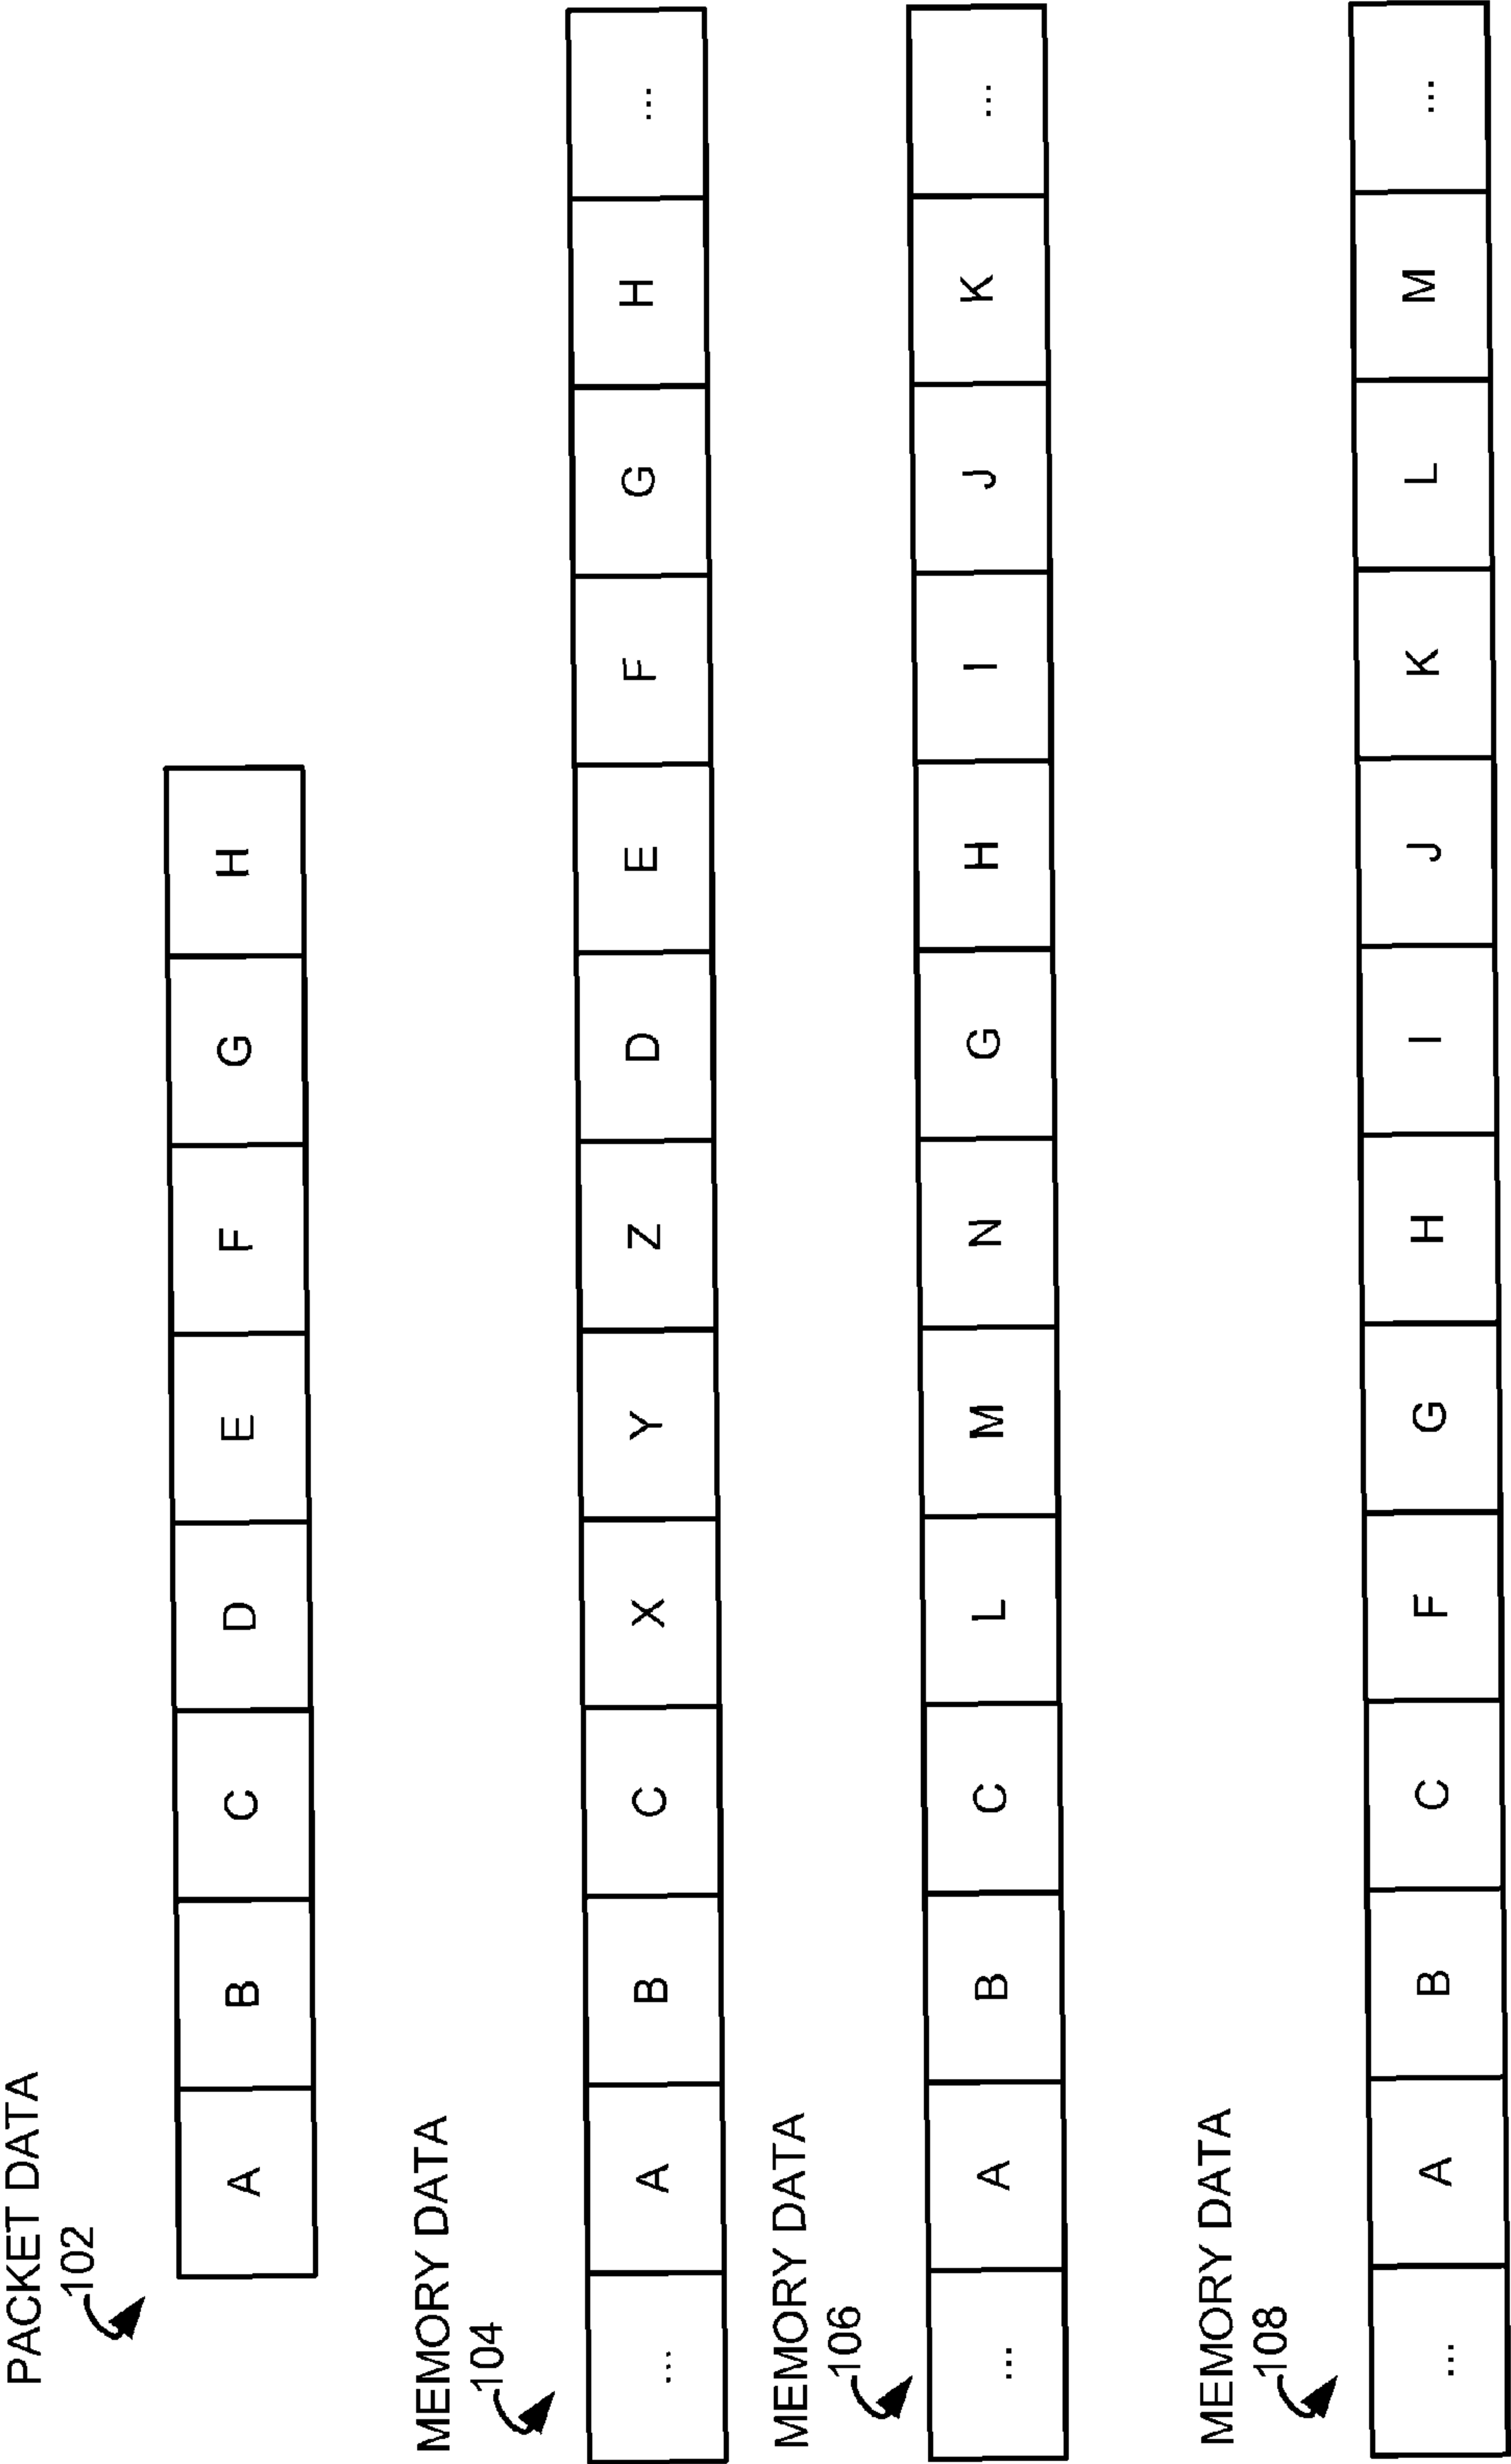 PACKET DATA
102
A B C D E F G H
MEMORY DATA
104
... A B C X Y Z D E F G H ...
MEMORY DATA
106
... A B C L M N G H I J K ...
MEMORY DATA
108
... A B C F G H I J K L M ...